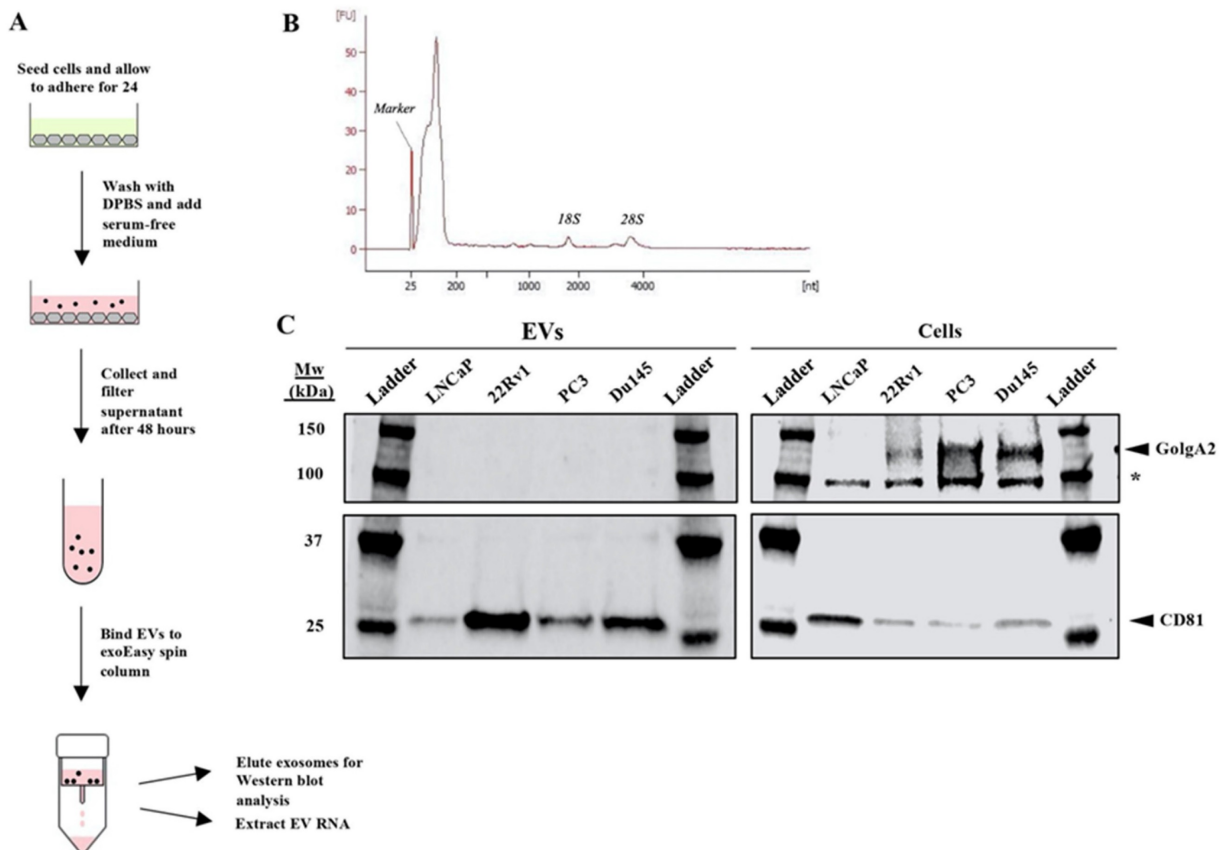 A
Seed cells and allow
to adhere for 24
Wash with
DPBS and add
serum-free
medium
Collect and
filter
supernatant
after 48 hours
Bind EVs to
exoEasy spin
column
Elute exosomes for
Western blot
analysis
Extract EV RNA
B
[FU]
50
40
30
20
10
0
Marker
18S
28S
25
200
1000
2000
4000
[nt]
C
EVs
Cells
Mw
(kDa)
Ladder
LNCaP
22Rv1
PC3
Du145
Ladder
Ladder
LNCaP
22Rv1
PC3
Du145
Ladder
150
100
GolgA2
*
37
25
CD81